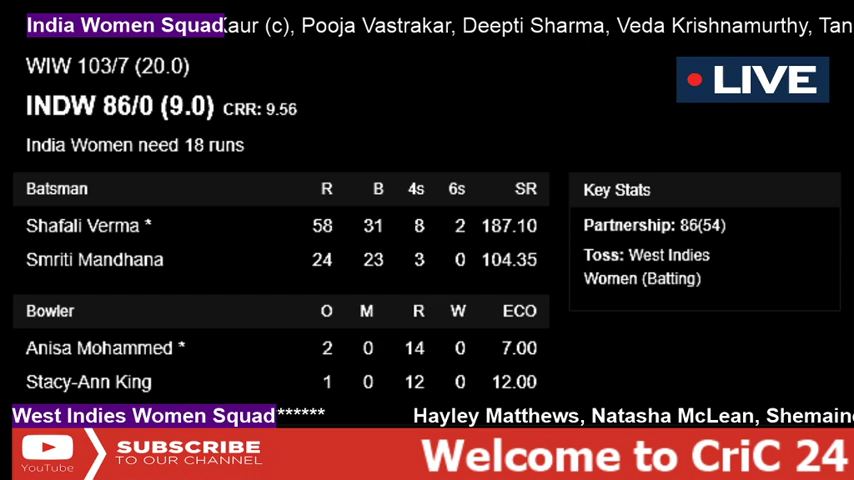 India Women Squad Kaur (c), Pooja Vastrakar, Deepti Sharma, Veda Krishnamurthy, Tan
WIW 103/7 (20.0)
LIVE
INDW 86/0 (9.0) CRR: 9.56
India Women need 18 runs
Batsman R B 4s 6s SR
Shafali Verma * 58 31 8 2 187.10
Smriti Mandhana 24 23 3 0 104.35
Key Stats
Partnership: 86(54)
Toss: West Indies
Women (Batting)
Bowler O M R W ECO
Anisa Mohammed * 2 0 14 0 7.00
Stacy-Ann King 1 0 12 0 12.00
West Indies Women Squad****** Hayley Matthews, Natasha McLean, Shemaine
YouTube
SUBSCRIBE
TO OUR CHANNEL
Welcome to CriC 24